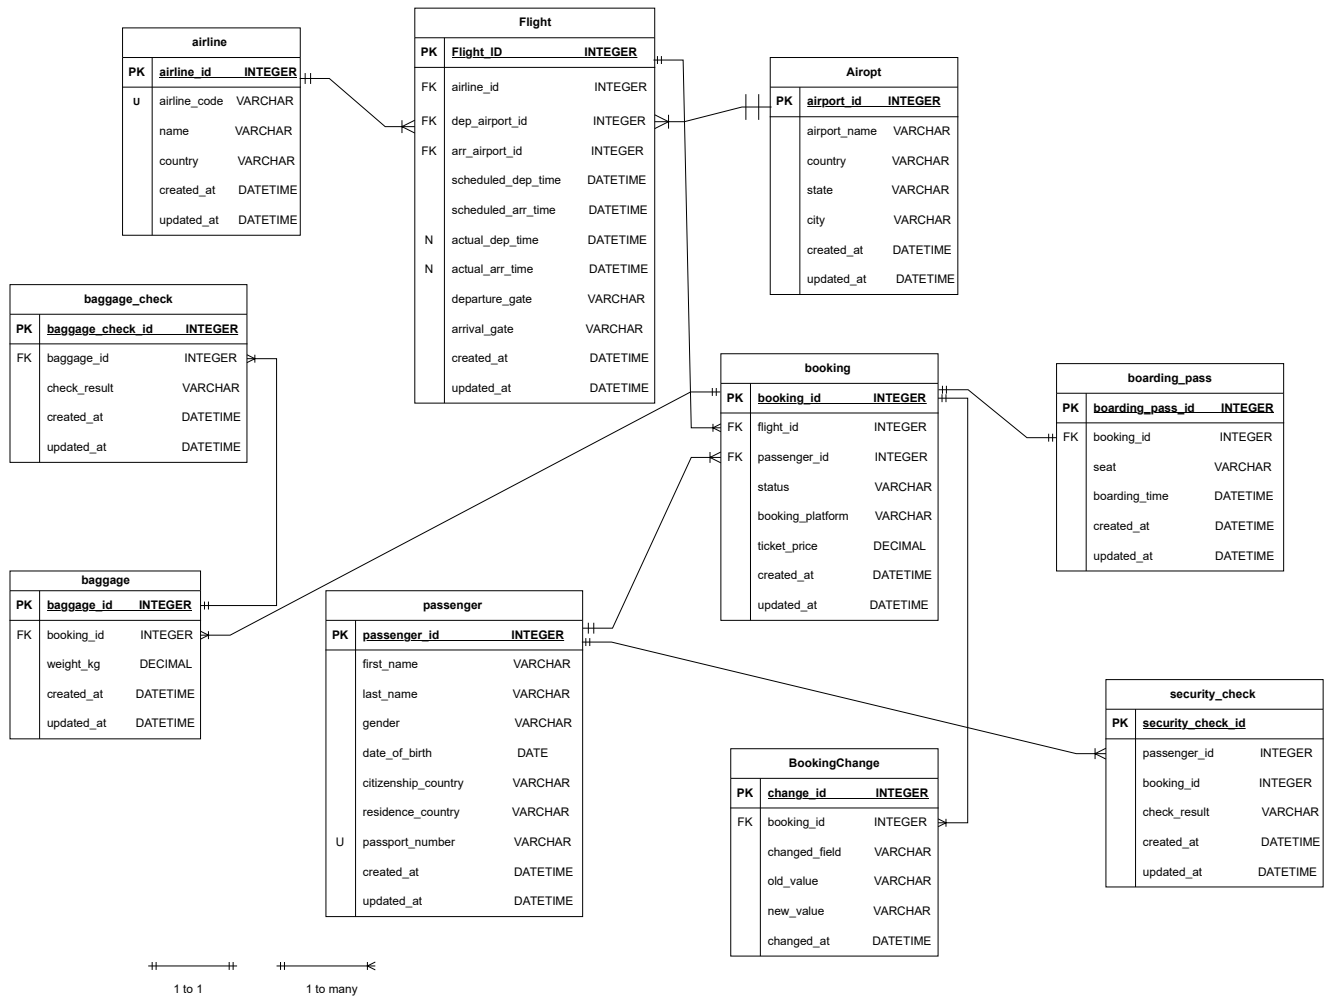 airline
PK airline_id INTEGER
U airline_code VARCHAR
name VARCHAR
country VARCHAR
created_at DATETIME
updated_at DATETIME
Flight
PK Flight_ID INTEGER
FK airline_id INTEGER
FK dep_airport_id INTEGER
FK arr_airport_id INTEGER
scheduled_dep_time DATETIME
scheduled_arr_time DATETIME
N actual_dep_time DATETIME
N actual_arr_time DATETIME
departure_gate VARCHAR
arrival_gate VARCHAR
created_at DATETIME
updated_at DATETIME
Airopt
PK airport_id INTEGER
airport_name VARCHAR
country VARCHAR
state VARCHAR
city VARCHAR
created_at DATETIME
updated_at DATETIME
baggage_check
PK baggage_check_id INTEGER
FK baggage_id INTEGER
check_result VARCHAR
created_at DATETIME
updated_at DATETIME
booking
PK booking_id INTEGER
FK flight_id INTEGER
FK passenger_id INTEGER
status VARCHAR
booking_platform VARCHAR
ticket_price DECIMAL
created_at DATETIME
updated_at DATETIME
boarding_pass
PK boarding_pass_id INTEGER
FK booking_id INTEGER
seat VARCHAR
boarding_time DATETIME
created_at DATETIME
updated_at DATETIME
baggage
PK baggage_id INTEGER
FK booking_id INTEGER
weight_kg DECIMAL
created_at DATETIME
updated_at DATETIME
passenger
PK passenger_id INTEGER
first_name VARCHAR
last_name VARCHAR
gender VARCHAR
date_of_birth DATE
citizenship_country VARCHAR
residence_country VARCHAR
U passport_number VARCHAR
created_at DATETIME
updated_at DATETIME
security_check
PK security_check_id
passenger_id INTEGER
booking_id INTEGER
check_result VARCHAR
created_at DATETIME
updated_at DATETIME
BookingChange
PK change_id INTEGER
FK booking_id INTEGER
changed_field VARCHAR
old_value VARCHAR
new_value VARCHAR
changed_at DATETIME
1 to 1
1 to many